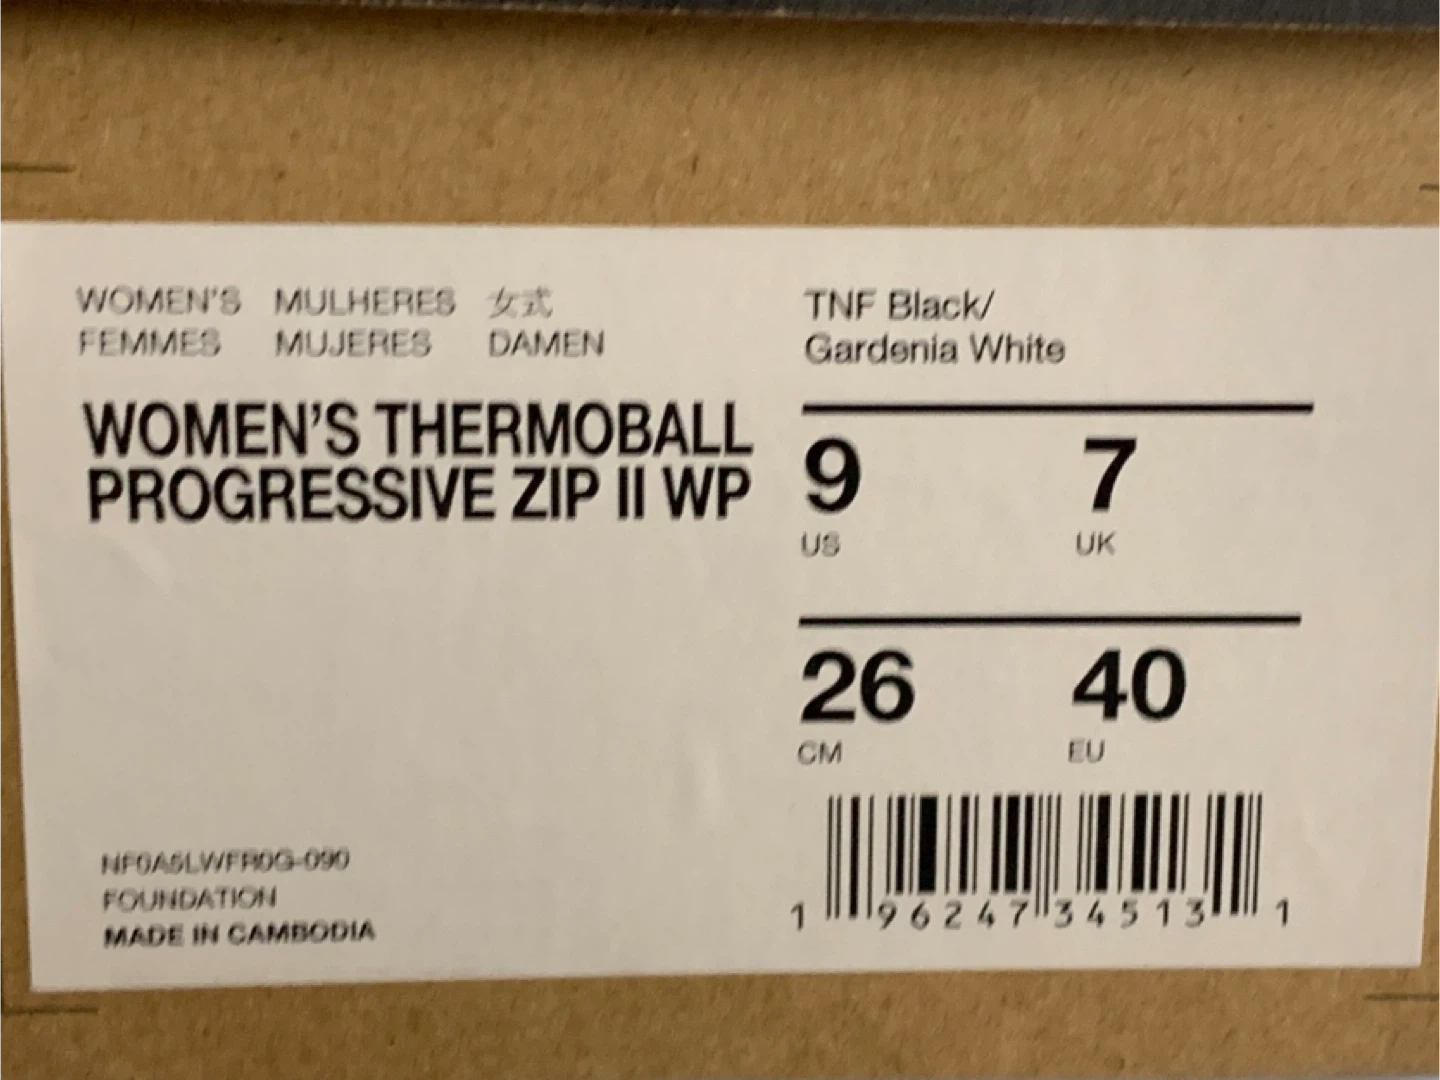 WOMEN'S MULHERES 女式
FEMMES MUJERES DAMEN
WOMEN'S THERMOBALL
PROGRESSIVE ZIP II WP
TNF Black/
Gardenia White
9 7
US UK
26 40
CM EU
NF0A5LWFR0G-090
FOUNDATION
MADE IN CAMBODIA
1 96247 34513 1